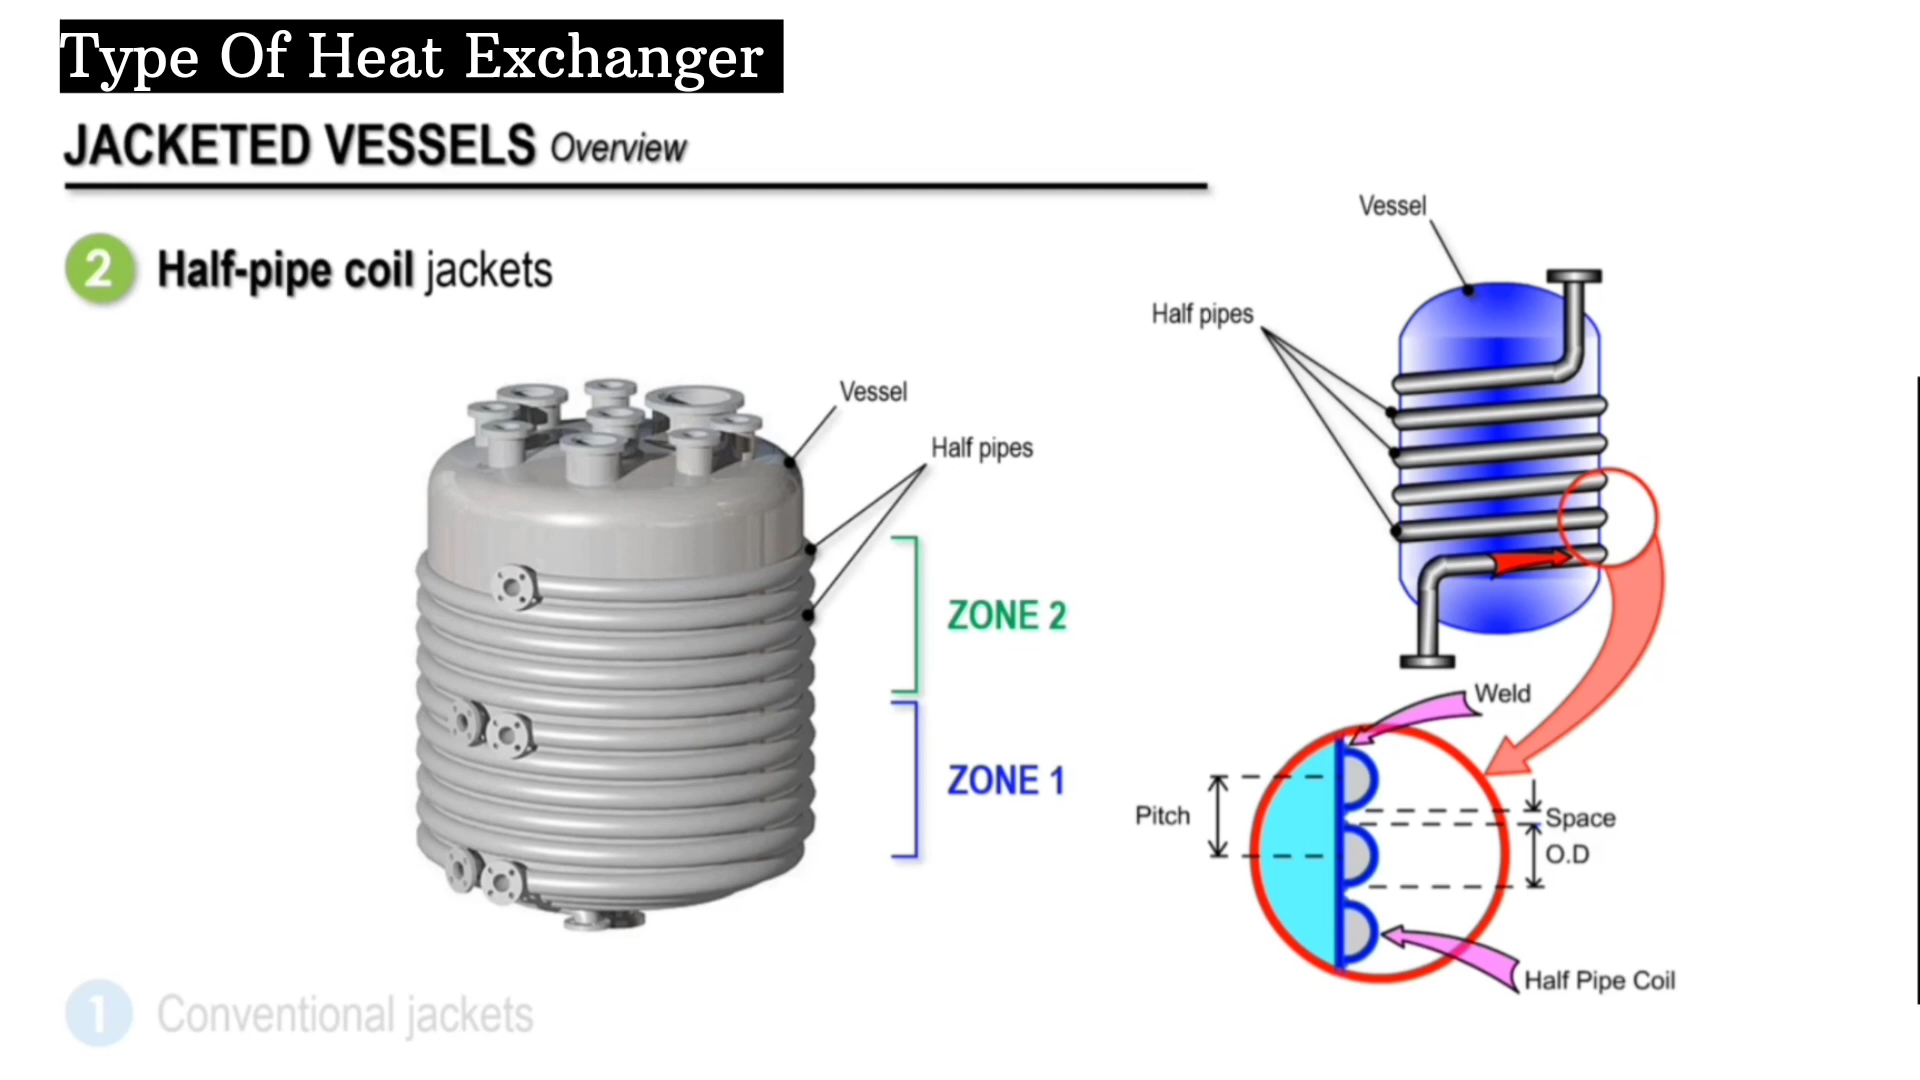 Type Of Heat Exchanger
JACKETED VESSELS Overview
2 Half-pipe coil jackets
Vessel
Half pipes
ZONE 2
ZONE 1
Vessel
Half pipes
Weld
Pitch
Space
O.D
Half Pipe Coil
1 Conventional jackets